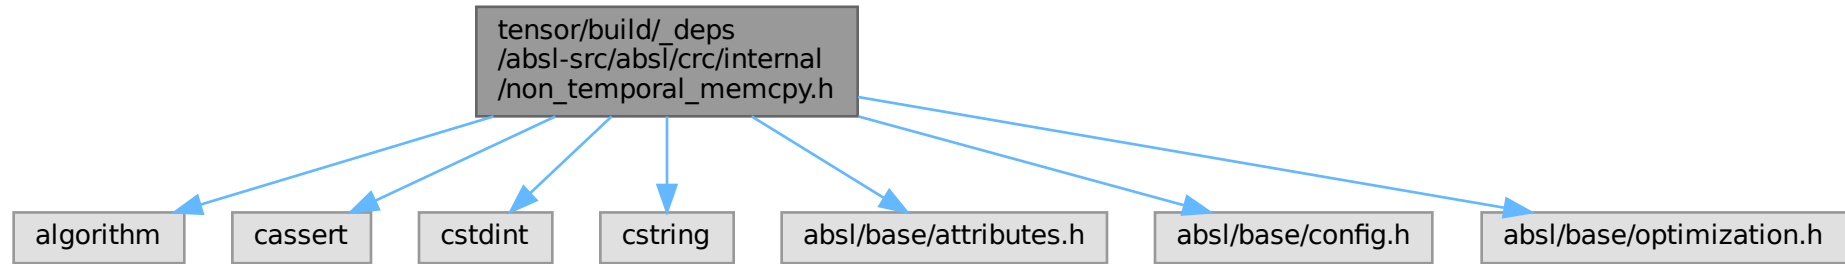 tensor/build/_deps
/absl-src/absl/crc/internal
/non_temporal_memcpy.h
algorithm
cassert
cstdint
cstring
absl/base/attributes.h
absl/base/config.h
absl/base/optimization.h